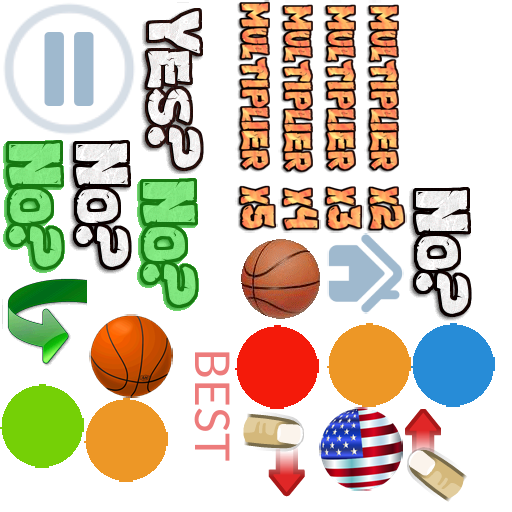 YES?
MULTIPLIER X5
MULTIPLIER X4
MULTIPLIER X3
MULTIPLIER X2
NO?
NO?
NO?
NO?
BEST